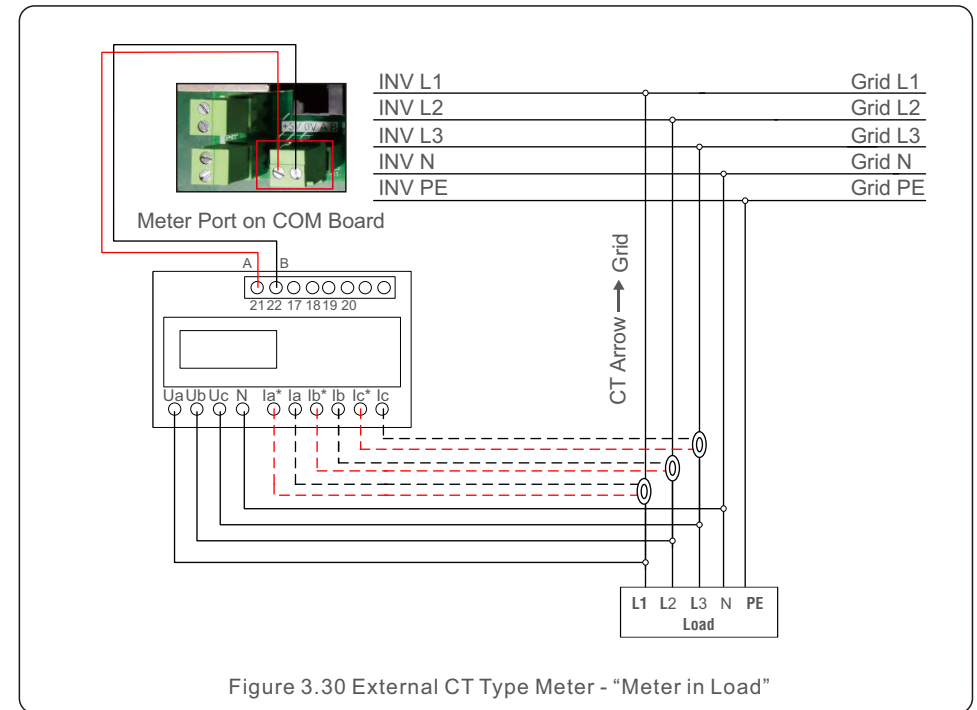 INV L1 Grid L1
INV L2 Grid L2
INV L3 Grid L3
INV N Grid N
INV PE Grid PE
Meter Port on COM Board
CT Arrow → Grid
A B
21 22 17 18 19 20
Ua Ub Uc N Ia* Ia Ib* Ib Ic* Ic
L1 L2 L3 N PE
Load
Figure 3.30 External CT Type Meter - “Meter in Load”